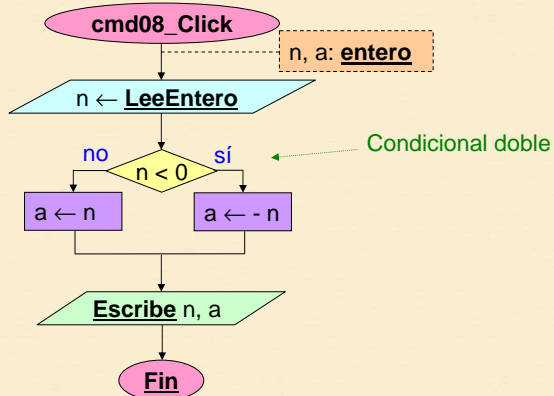 cmd08_Click
n, a: entero
n ← LeeEntero
Condicional doble
no
sí
n < 0
a ← n
a ← - n
Escribe n, a
Fin